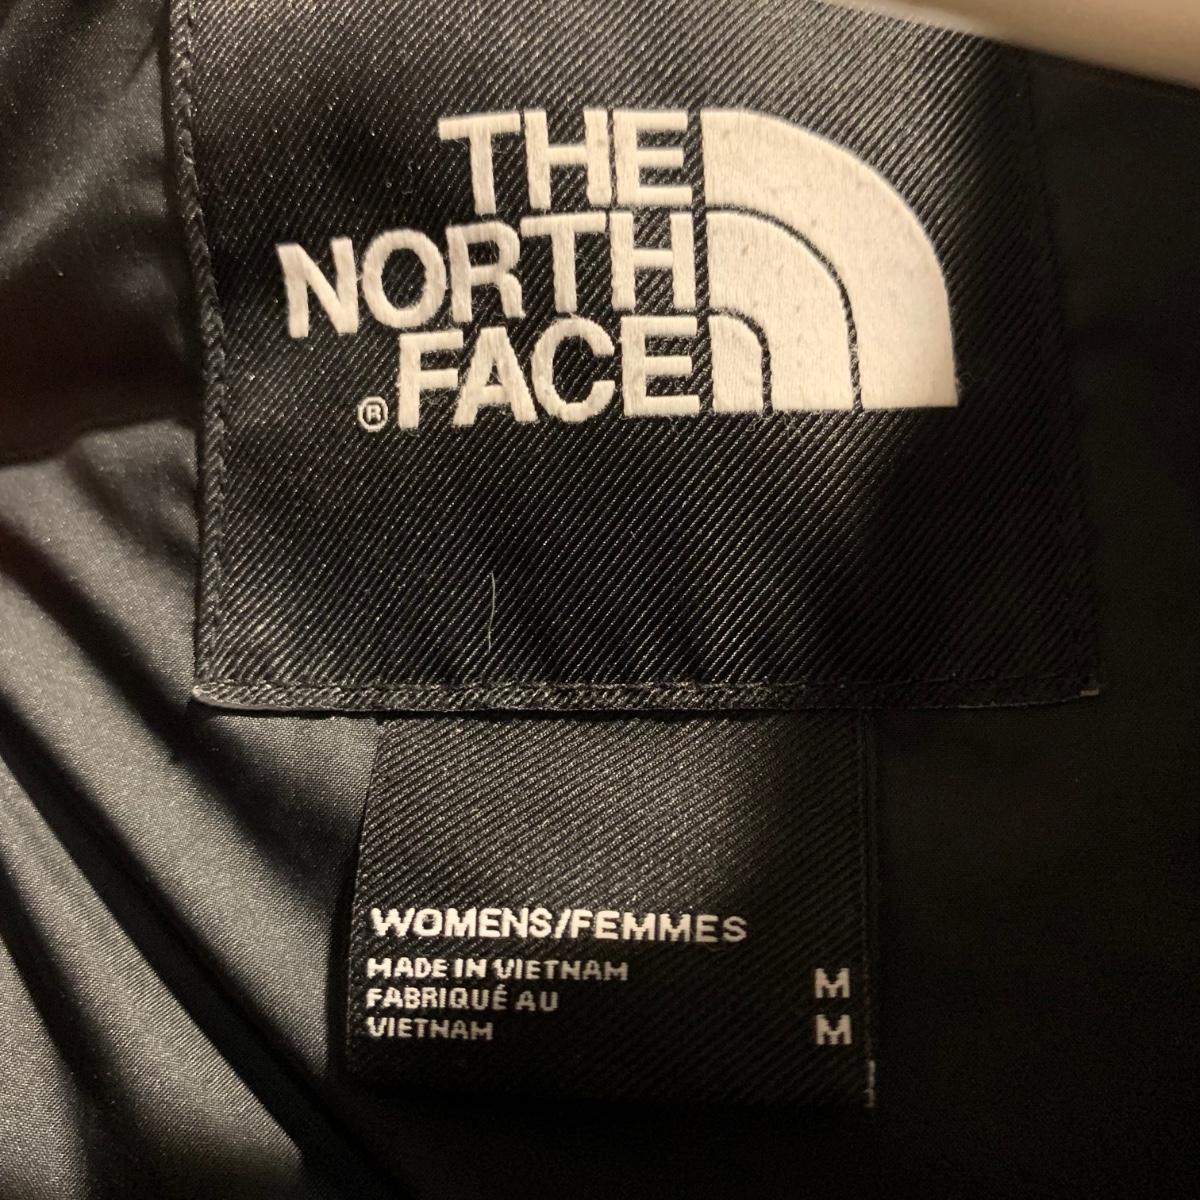 THE
NORTH
® FACE
WOMENS/FEMMES
MADE IN VIETNAM M
FABRIQUÉ AU
VIETNAM M